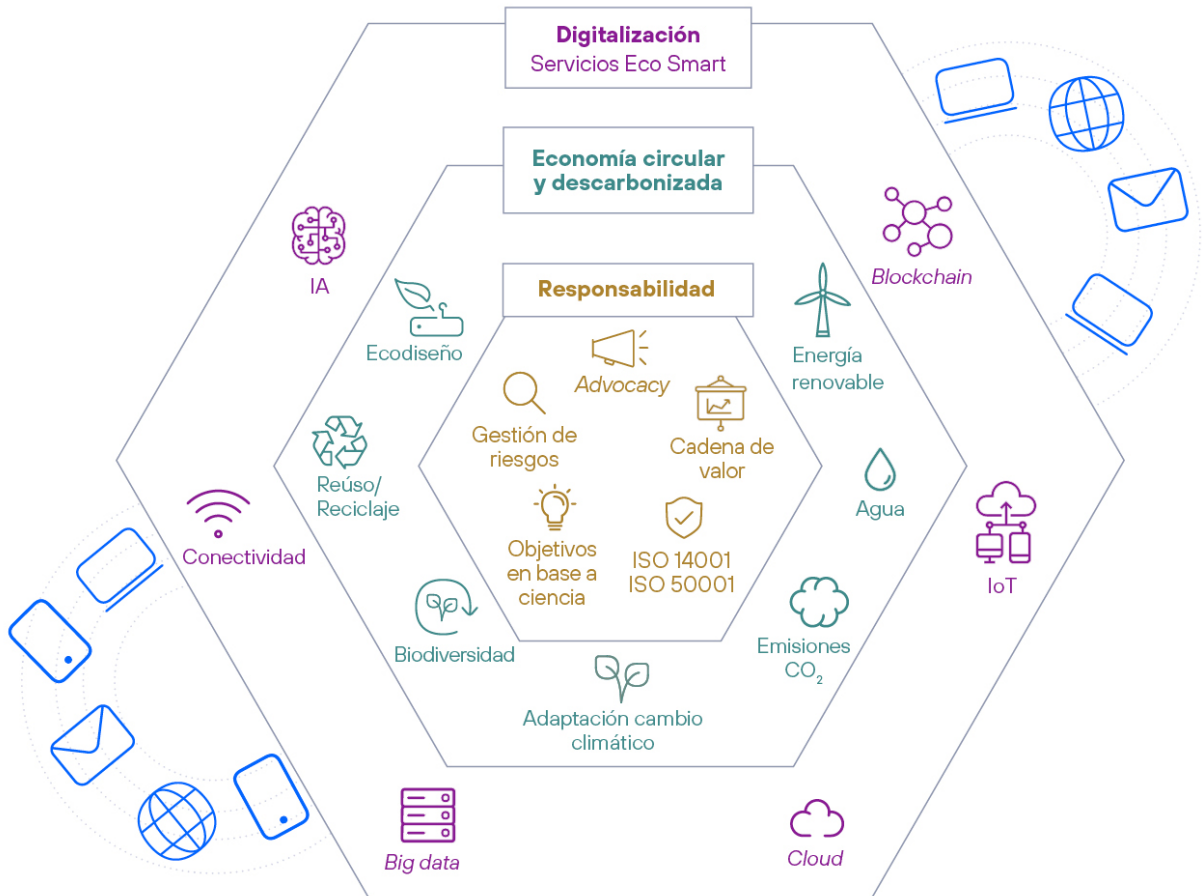 Digitalización
Servicios Eco Smart
Economía circular
y descarbonizada
Responsabilidad
IA
Blockchain
Ecodiseño
Energía
renovable
Advocacy
Gestión de
riesgos
Cadena de
valor
Reúso/
Reciclaje
Agua
Conectividad
Objetivos
en base a
ciencia
ISO 14001
ISO 50001
IoT
Biodiversidad
Emisiones
CO₂
Adaptación cambio
climático
Big data
Cloud